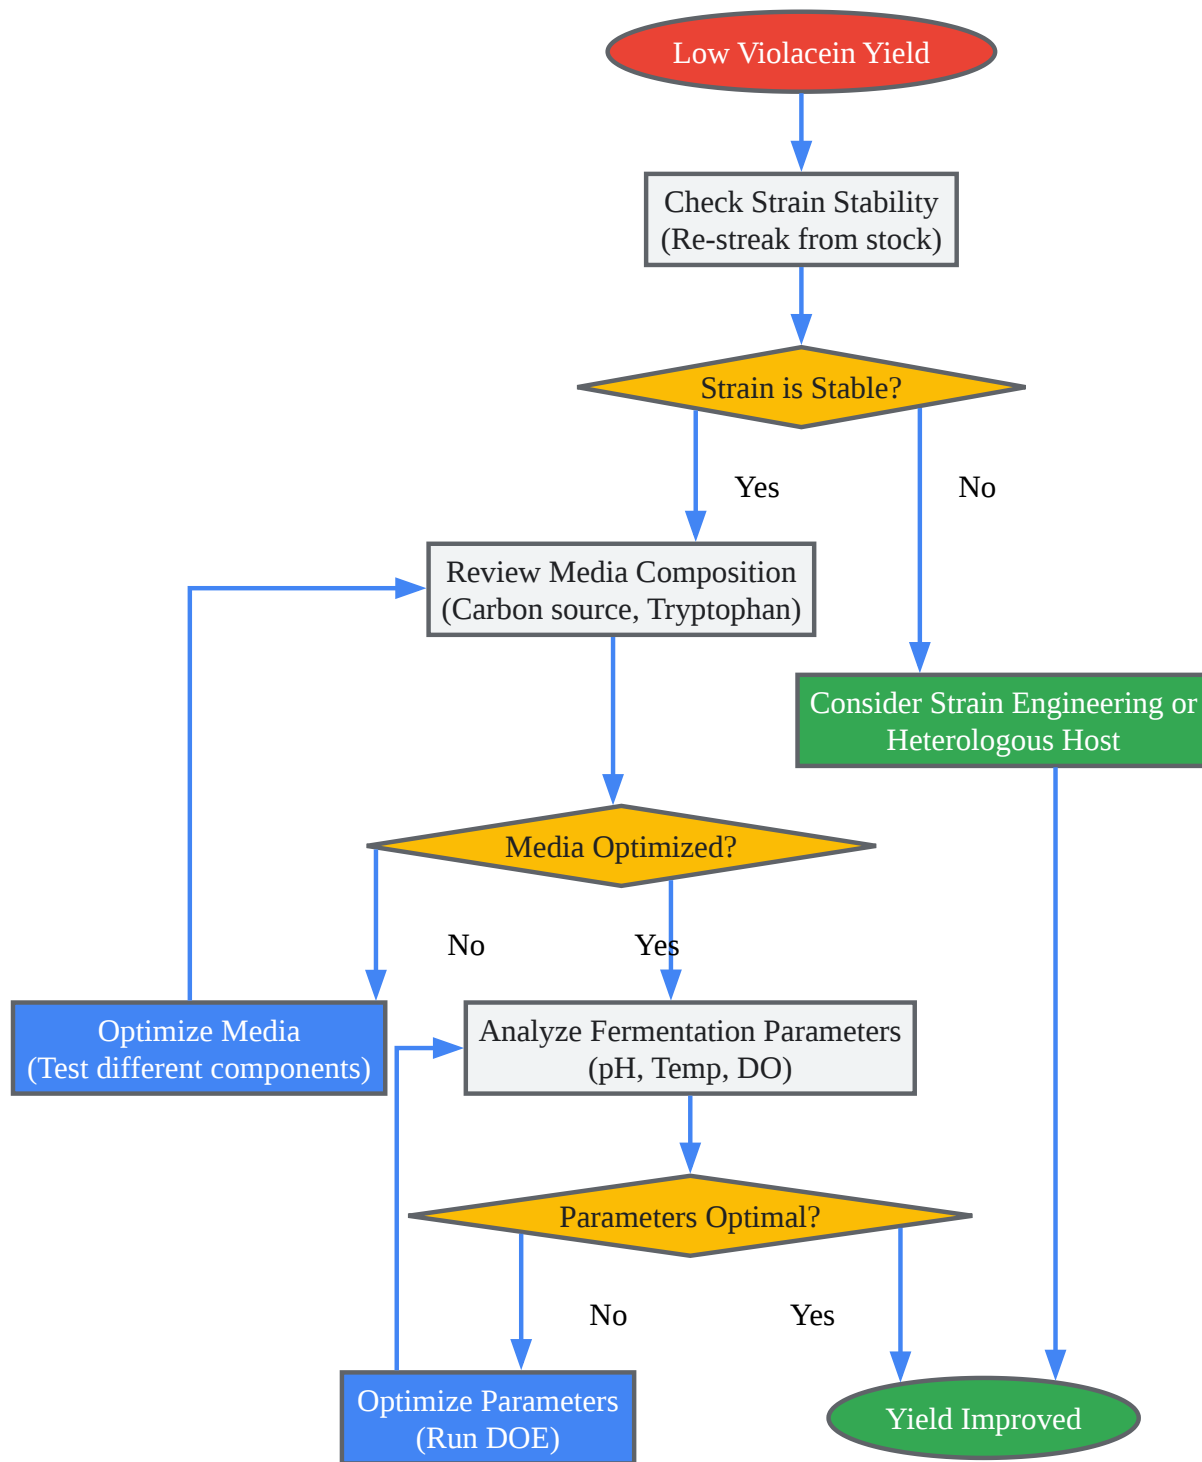 Low Violacein Yield
Check Strain Stability
(Re-streak from stock)
Strain is Stable?
Yes
No
Review Media Composition
(Carbon source, Tryptophan)
Consider Strain Engineering or
Heterologous Host
Media Optimized?
No
Yes
Optimize Media
(Test different components)
Analyze Fermentation Parameters
(pH, Temp, DO)
Parameters Optimal?
No
Yes
Optimize Parameters
(Run DOE)
Yield Improved